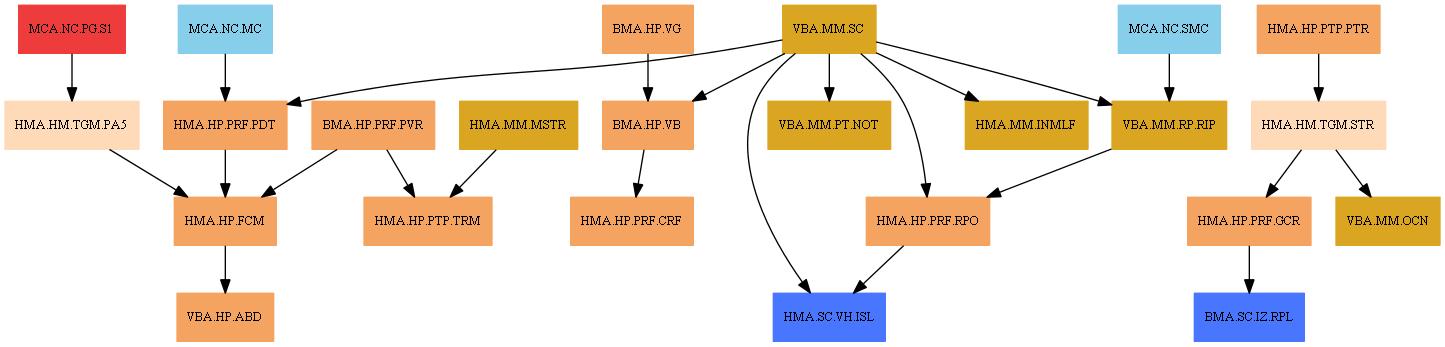 MCA.NC.PG.S1
MCA.NC.MC
BMA.HP.VG
VBA.MM.SC
MCA.NC.SMC
HMA.HP.PTP.PTR
HMA.HM.TGM.PA5
HMA.HP.PRF.PDT
BMA.HP.PRF.PVR
HMA.MM.MSTR
BMA.HP.VB
VBA.MM.PT.NOT
HMA.MM.INMLF
VBA.MM.RP.RIP
HMA.HM.TGM.STR
HMA.HP.FCM
HMA.HP.PTP.TRM
HMA.HP.PRF.CRF
HMA.HP.PRF.RPO
HMA.HP.PRF.GCR
VBA.MM.OCN
VBA.HP.ABD
HMA.SC.VH.ISL
BMA.SC.IZ.RPL